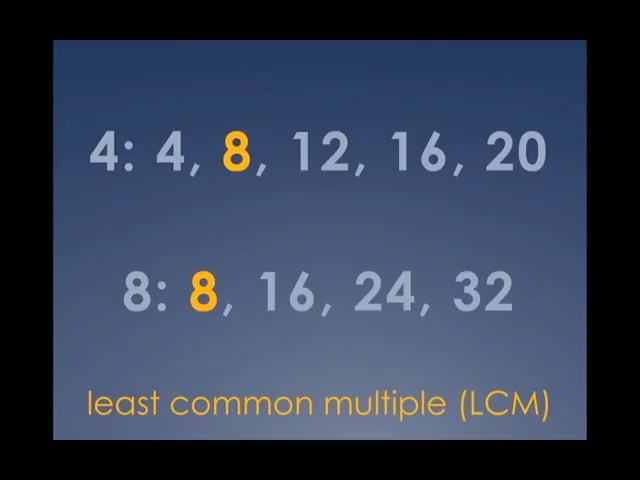 4: 4, 8, 12, 16, 20
8: 8, 16, 24, 32
least common multiple (LCM)